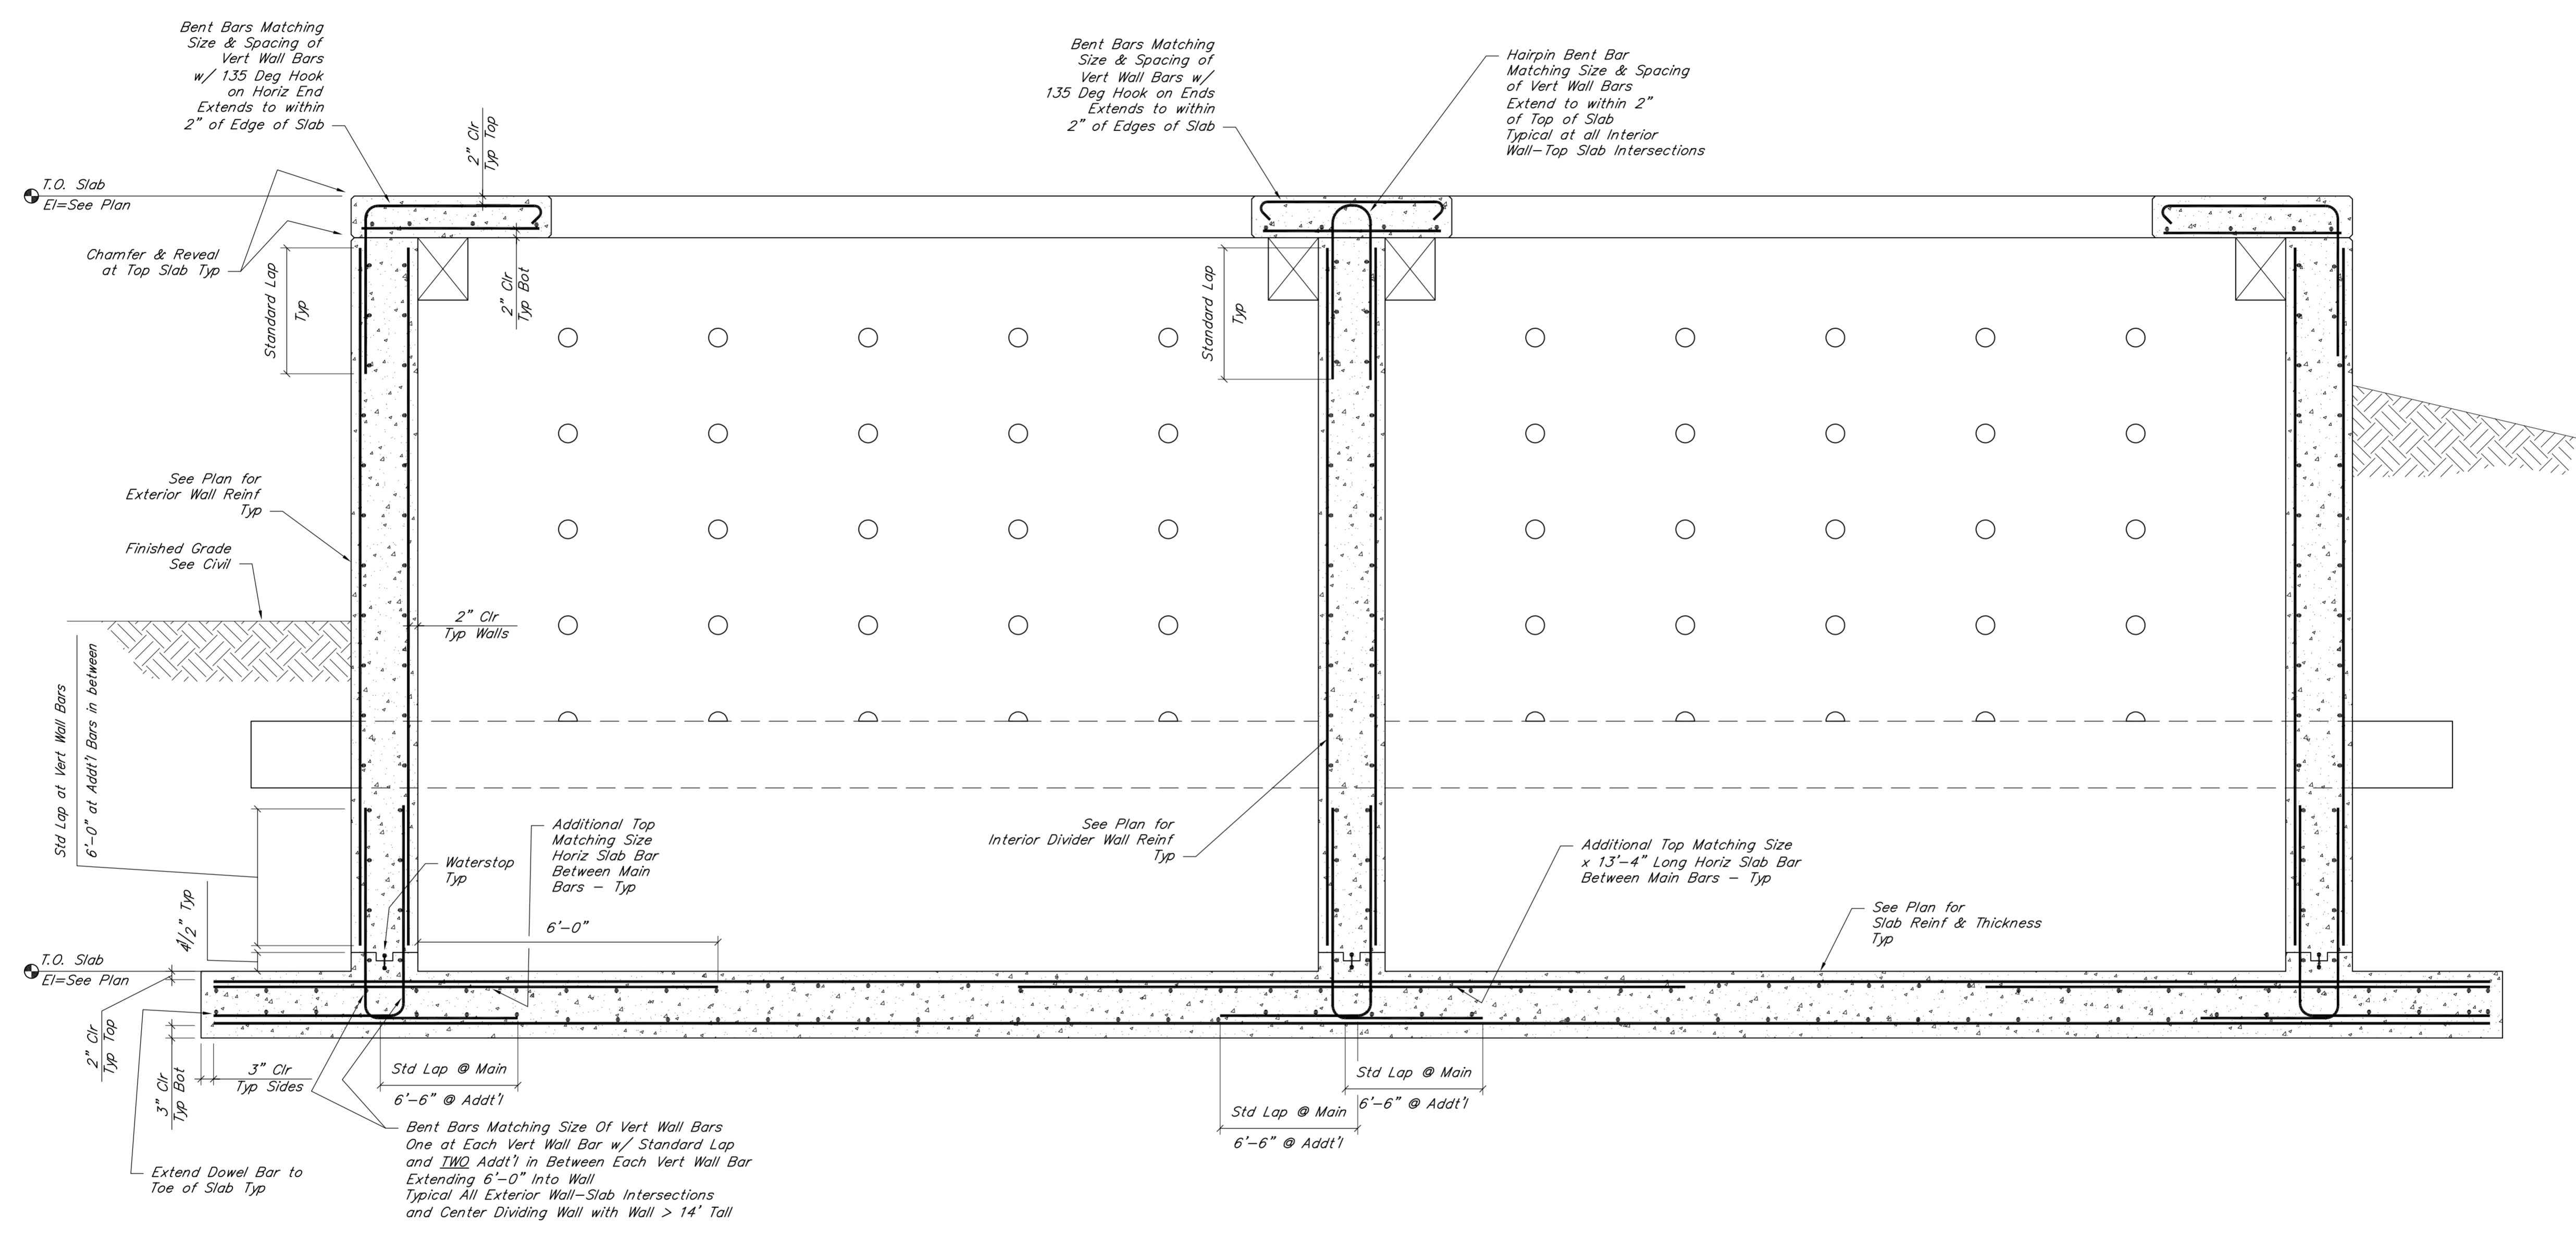 Bent Bars Matching
Size & Spacing of
Vert Wall Bars
w/ 135 Deg Hook
on Horiz End
Extends to within
2" of Edge of Slab
2" Clr
Typ Top
Bent Bars Matching
Size & Spacing of
Vert Wall Bars w/
135 Deg Hook on Ends
Extends to within
2" of Edges of Slab
Hairpin Bent Bar
Matching Size & Spacing
of Vert Wall Bars
Extend to within 2"
of Top of Slab
Typical at all Interior
Wall-Top Slab Intersections
T.O. Slab
El=See Plan
Chamfer & Reveal
at Top Slab Typ
Standard Lap
Typ
2" Clr
Typ Bot
Standard Lap
Typ
See Plan for
Exterior Wall Reinf
Typ
Finished Grade
See Civil
2" Clr
Typ Walls
Std Lap at Vert Wall Bars
6'-0" at Addt'l Bars in between
Waterstop
Typ
Additional Top
Matching Size
Horiz Slab Bar
Between Main
Bars - Typ
6'-0"
See Plan for
Interior Divider Wall Reinf
Typ
Additional Top Matching Size
x 13'-4" Long Horiz Slab Bar
Between Main Bars - Typ
See Plan for
Slab Reinf & Thickness
Typ
4½" Typ
T.O. Slab
El=See Plan
2" Clr
Typ Top
3" Clr
Typ Bot
3" Clr
Typ Sides
Std Lap @ Main
6'-6" @ Addt'l
Std Lap @ Main
6'-6" @ Addt'l
Std Lap @ Main
6'-6" @ Addt'l
Extend Dowel Bar to
Toe of Slab Typ
Bent Bars Matching Size Of Vert Wall Bars
One at Each Vert Wall Bar w/ Standard Lap
and TWO Addt'l in Between Each Vert Wall Bar
Extending 6'-0" Into Wall
Typical All Exterior Wall-Slab Intersections
and Center Dividing Wall with Wall > 14' Tall